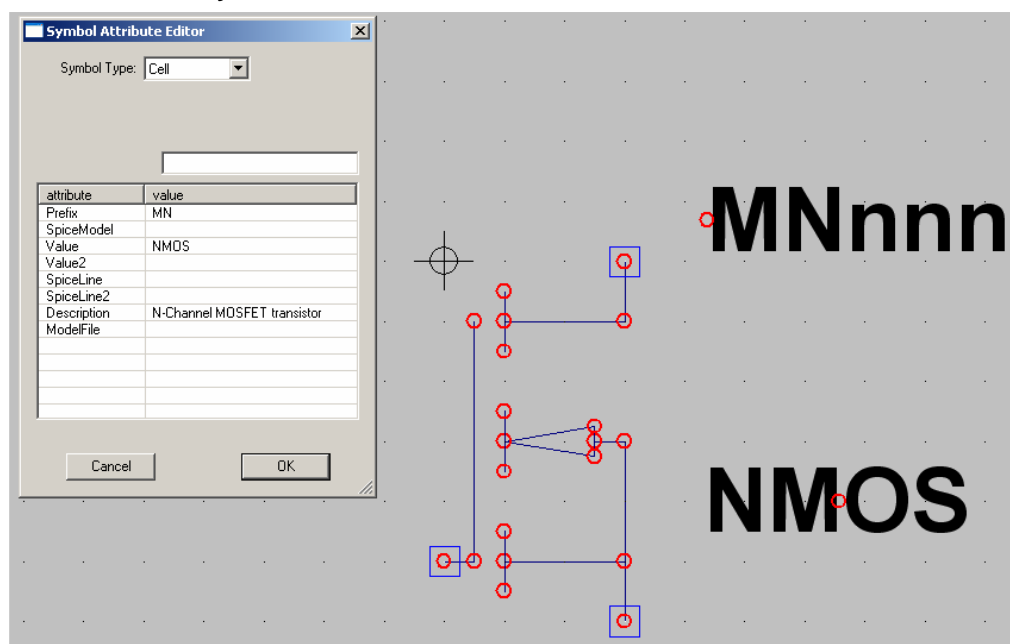 Symbol Attribute Editor
Symbol Type: Cell
attribute value
Prefix MN
SpiceModel
Value NMOS
Value2
SpiceLine
SpiceLine2
Description N-Channel MOSFET transistor
ModelFile
Cancel OK
MNnnn
NMOS